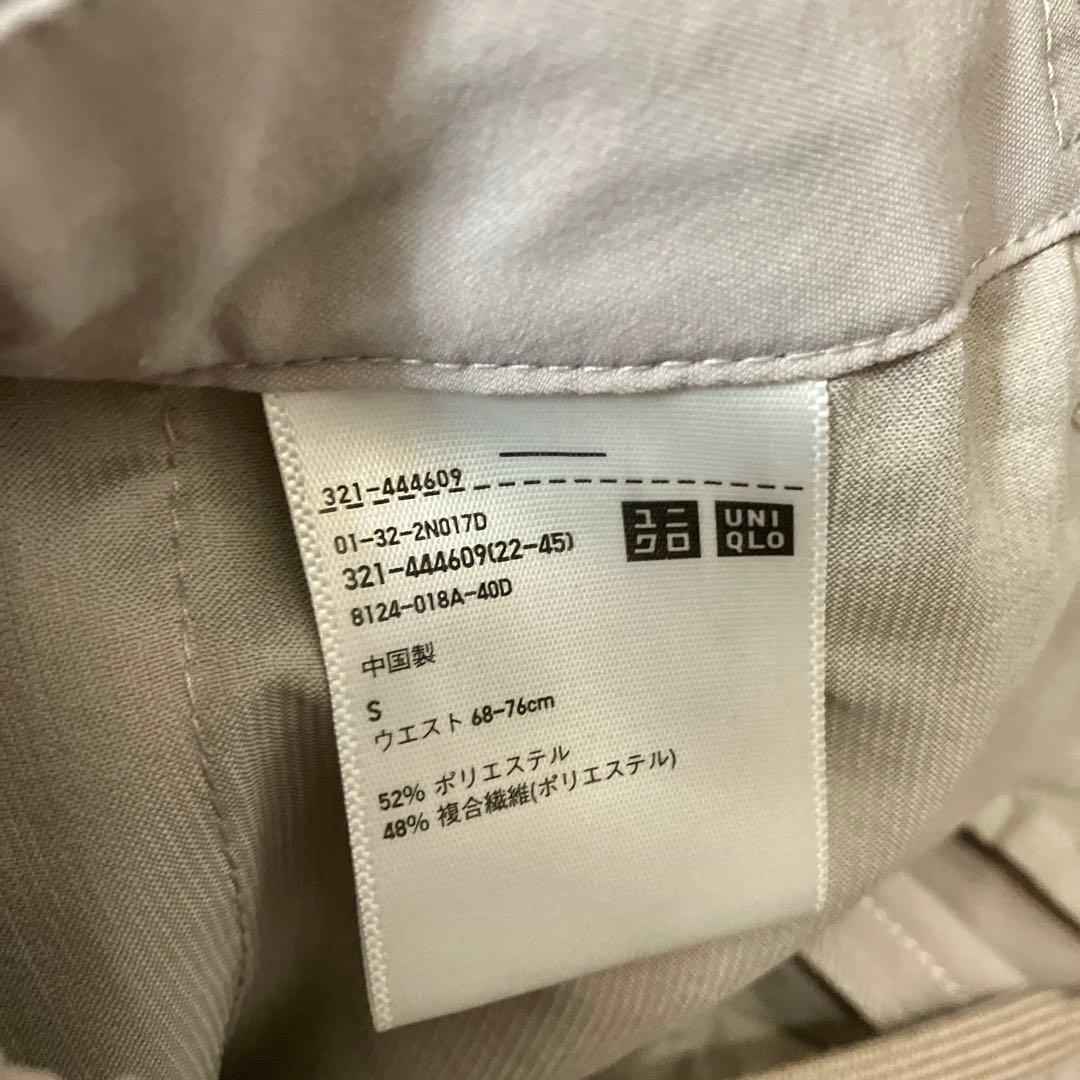 321-444609
01-32-2N017D
321-444609(22-45)
8124-018A-40D
ユニ
クロ
UNI
QLO
中国製
S
ウエスト 68-76cm
52% ポリエステル
48% 複合繊維(ポリエステル)